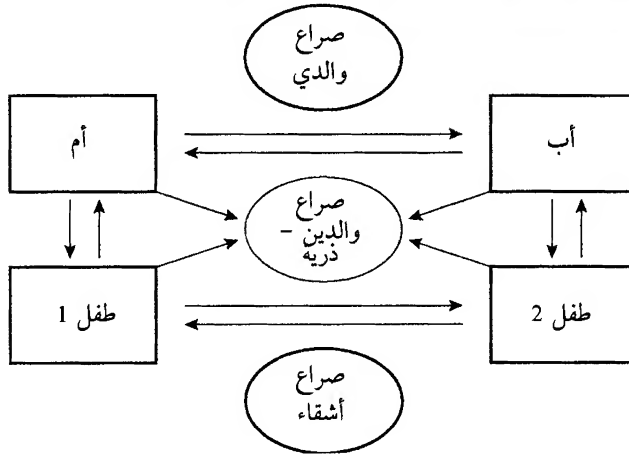 صراع
والدي
أب
أم
صراع
والدين –
ذريه
طفل 2
طفل 1
صراع
أشقاء